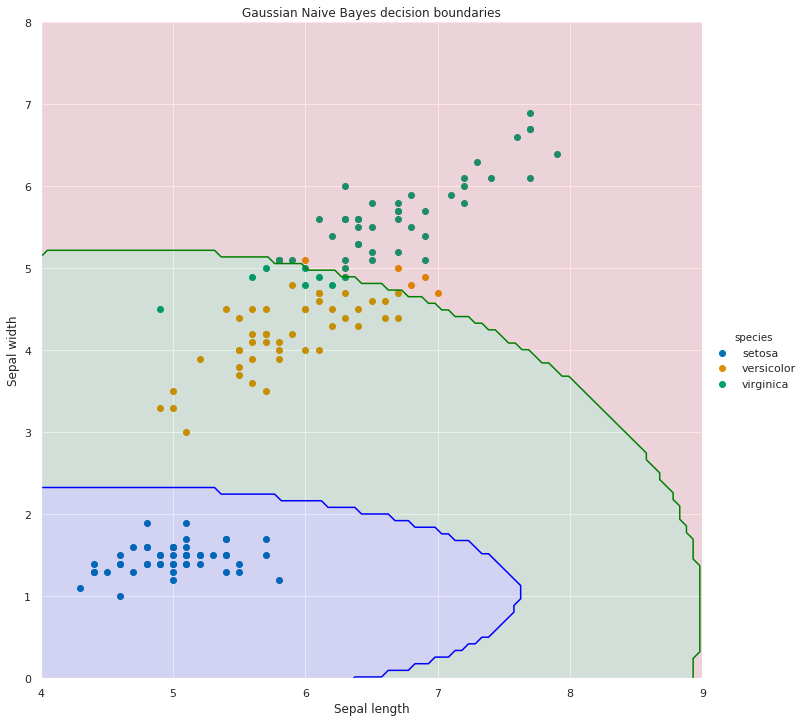 Gaussian Naive Bayes decision boundaries
8
7
6
5
4
3
2
1
0
Sepal width
4 5 6 7 8 9
Sepal length
species
setosa
versicolor
virginica